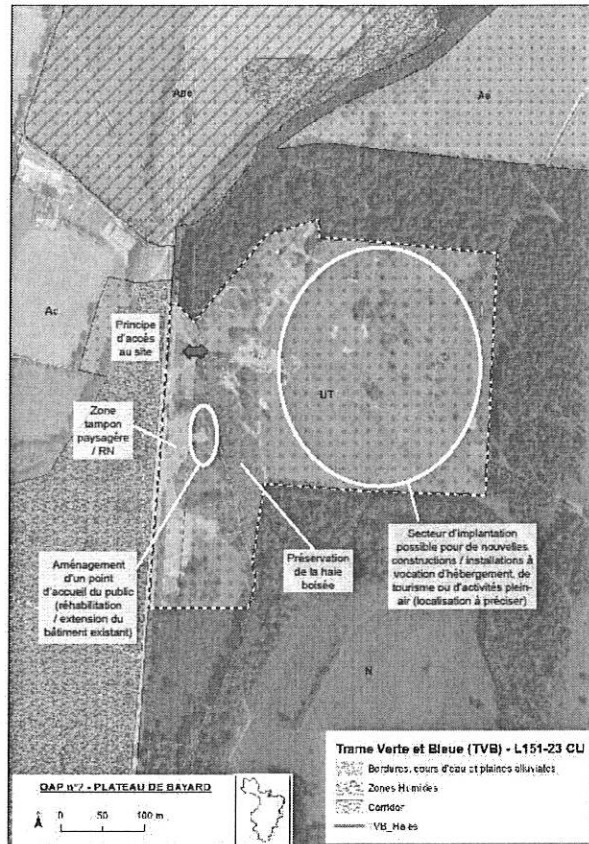 Ae
Ac
Principe
d'accès
au site
UT
Zone
tampon
paysagère
/ RN
Aménagement
d'un point
d'accueil du public
(réhabilitation
/ extension du
bâtiment existant)
Préservation
de la haie
boisée
Secteur d'implantation
possible pour de nouvelles
constructions / installations à
vocation d'hébergement, de
tourisme ou d'activités plein-
air (localisation à préciser)
N
Trame Verte et Bleue (TVB) - L151-23 CU
Bordures, cours d'eau et plaines alluviales
Zones Humides
Corridor
TVB_Haies
OAP n°7 - PLATEAU DE BAYARD
0 50 100 m